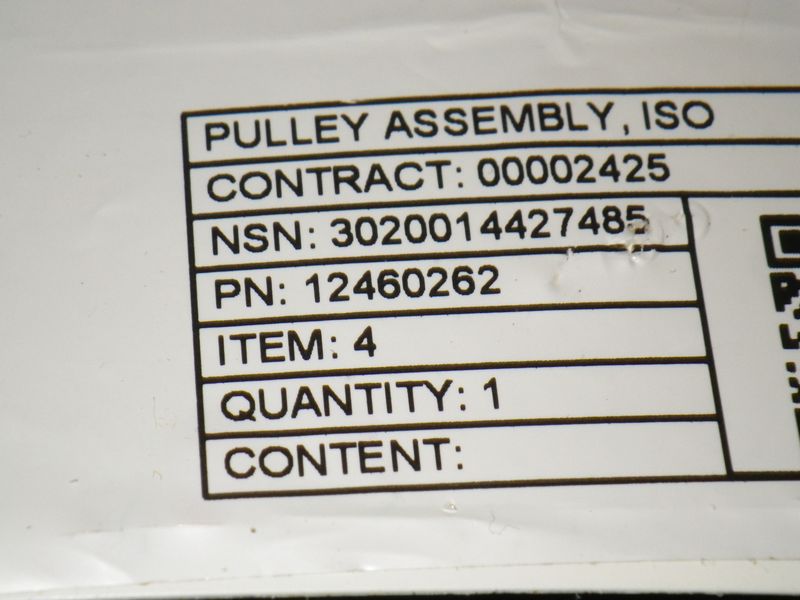 PULLEY ASSEMBLY, ISO
CONTRACT: 00002425
NSN: 3020014427485
PN: 12460262
ITEM: 4
QUANTITY: 1
CONTENT: